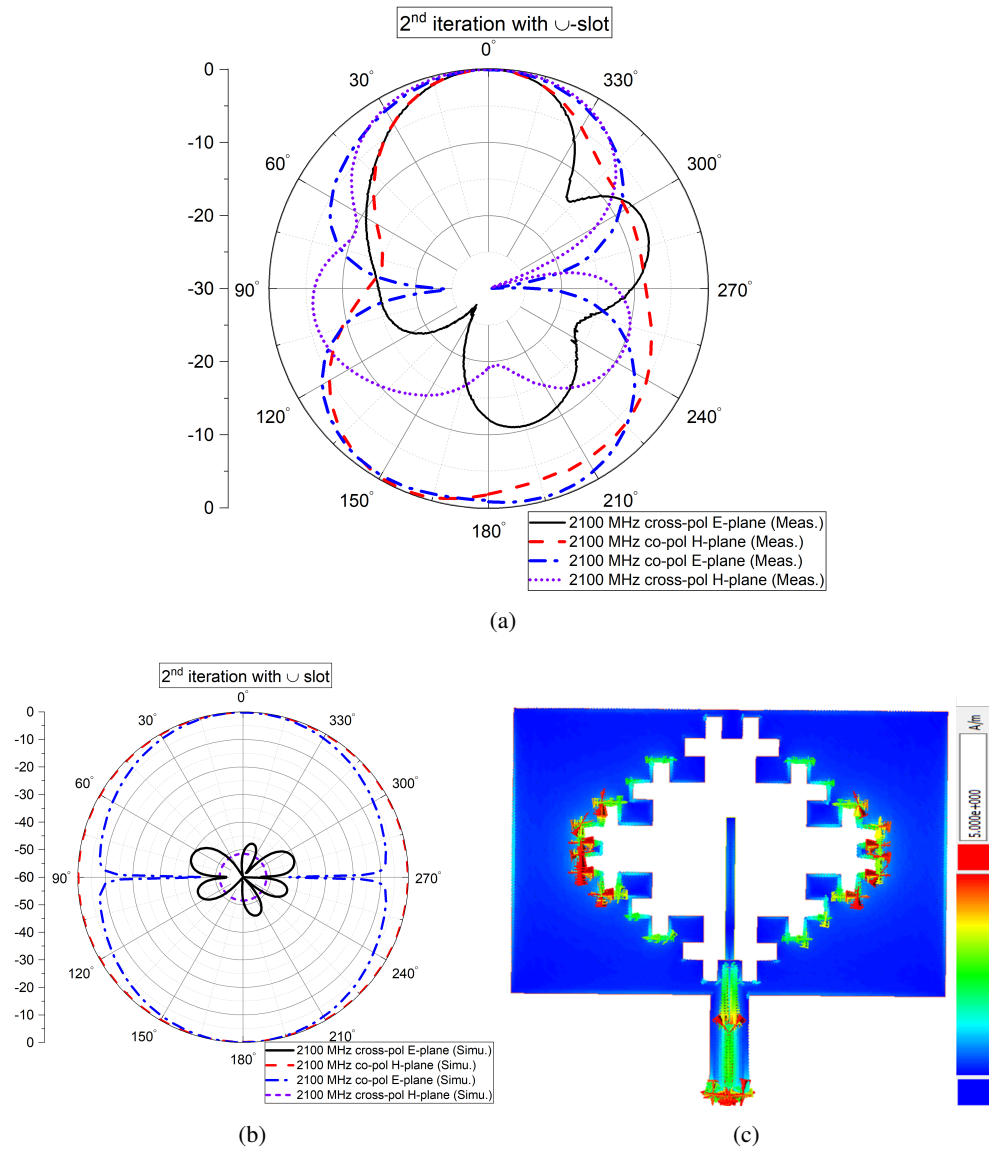 2nd iteration with ∪-slot
0°
30°
330°
60°
300°
90°
270°
120°
240°
150°
210°
180°
0
-10
-20
-30
-20
-10
0
2100 MHz cross-pol E-plane (Meas.)
2100 MHz co-pol H-plane (Meas.)
2100 MHz co-pol E-plane (Meas.)
2100 MHz cross-pol H-plane (Meas.)
(a)
2nd iteration with ∪ slot
0°
30°
330°
60°
300°
90°
270°
120°
240°
150°
210°
180°
0
-10
-20
-30
-40
-50
-60
-50
-40
-30
-20
-10
0
2100 MHz cross-pol E-plane (Simu.)
2100 MHz co-pol H-plane (Simu.)
2100 MHz co-pol E-plane (Simu.)
2100 MHz cross-pol H-plane (Simu.)
(b)
A/m
5.000e+000
(c)